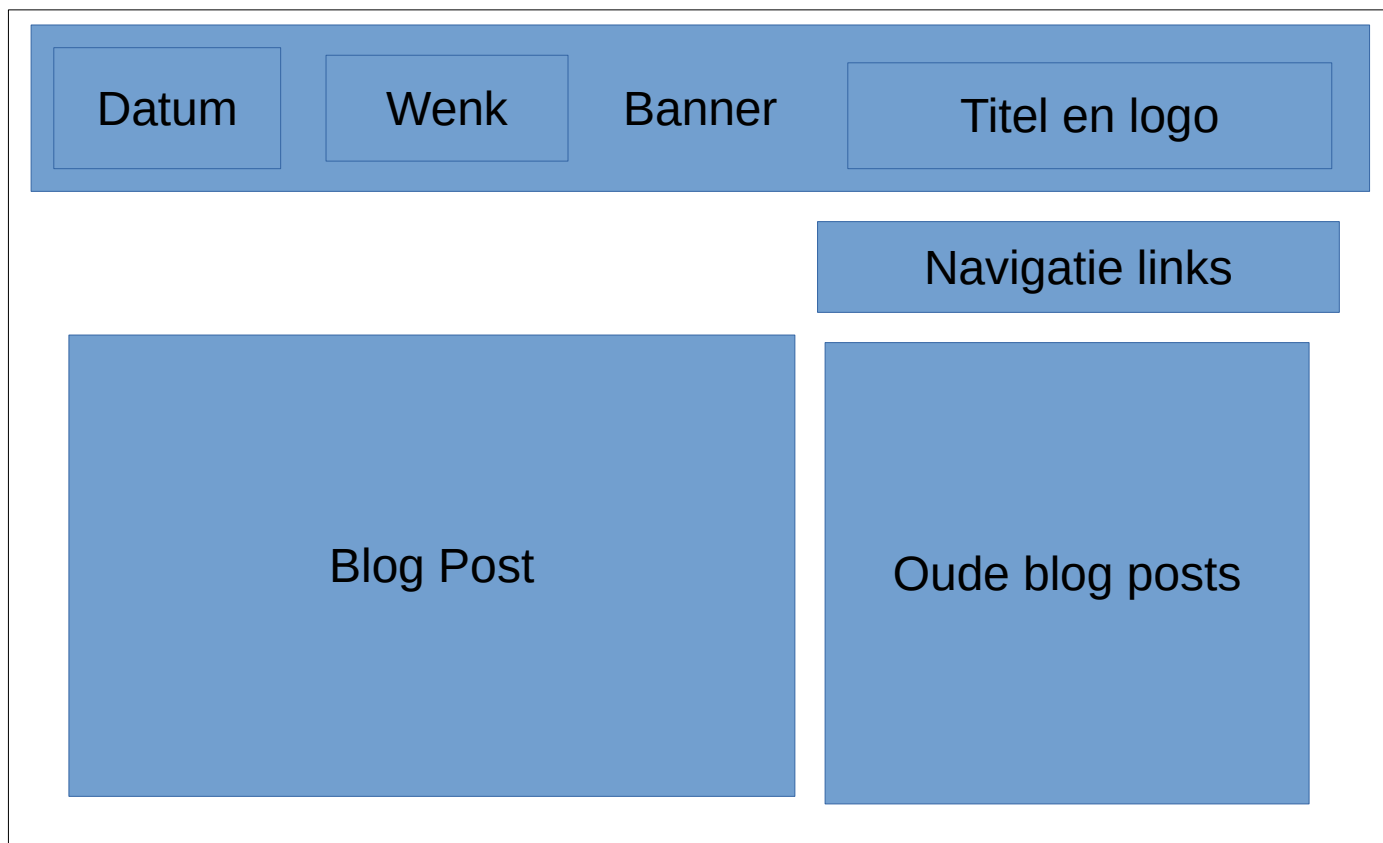 Datum
Wenk
Banner
Titel en logo
Navigatie links
Blog Post
Oude blog posts